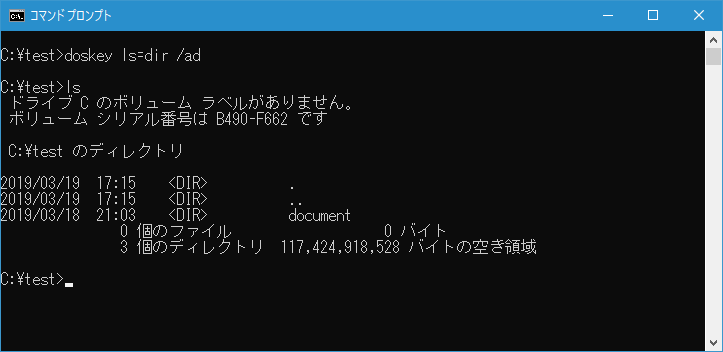 コマンドプロンプト
C:¥test>doskey ls=dir /ad
C:¥test>ls
ドライブ C のボリューム ラベルがありません。
ボリューム シリアル番号は B490-F662 です
C:¥test のディレクトリ
2019/03/19  17:15    <DIR>          .
2019/03/19  17:15    <DIR>          ..
2019/03/18  21:03    <DIR>          document
0 個のファイル                   0 バイト
3 個のディレクトリ  117,424,918,528 バイトの空き領域
C:¥test>